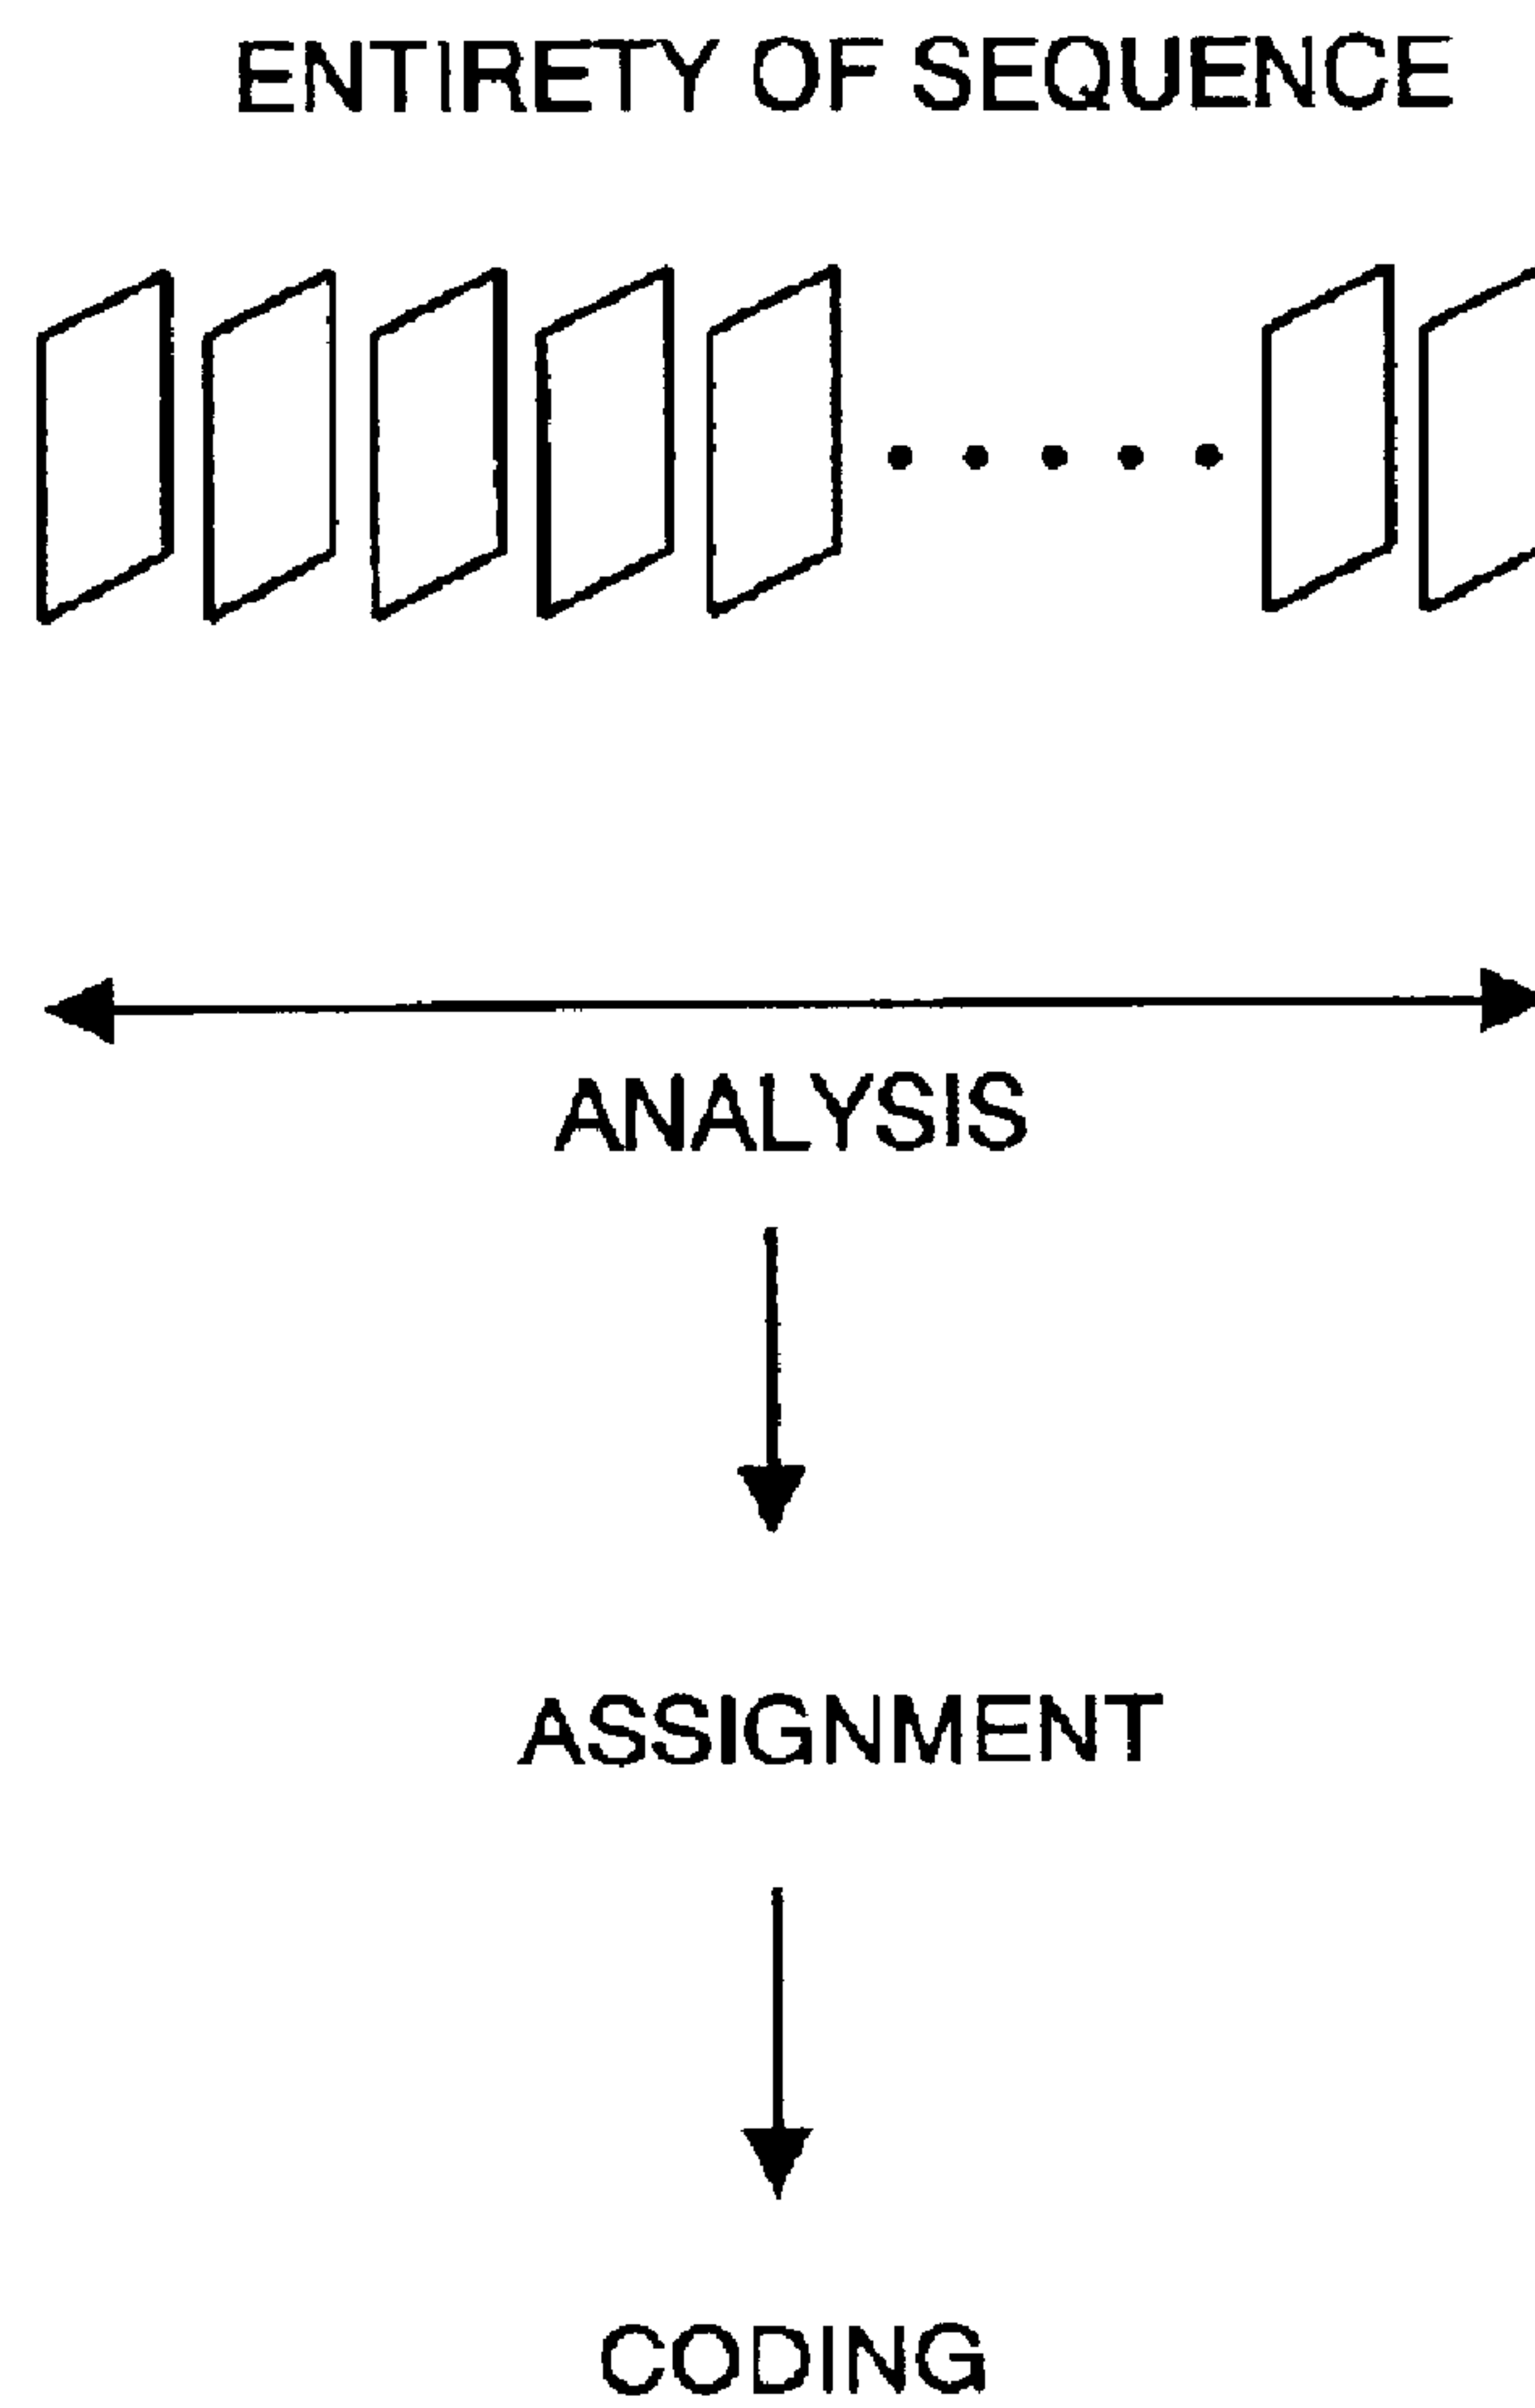 ENTIRETY OF SEQUENCE
ANALYSIS
ASSIGNMENT
CODING